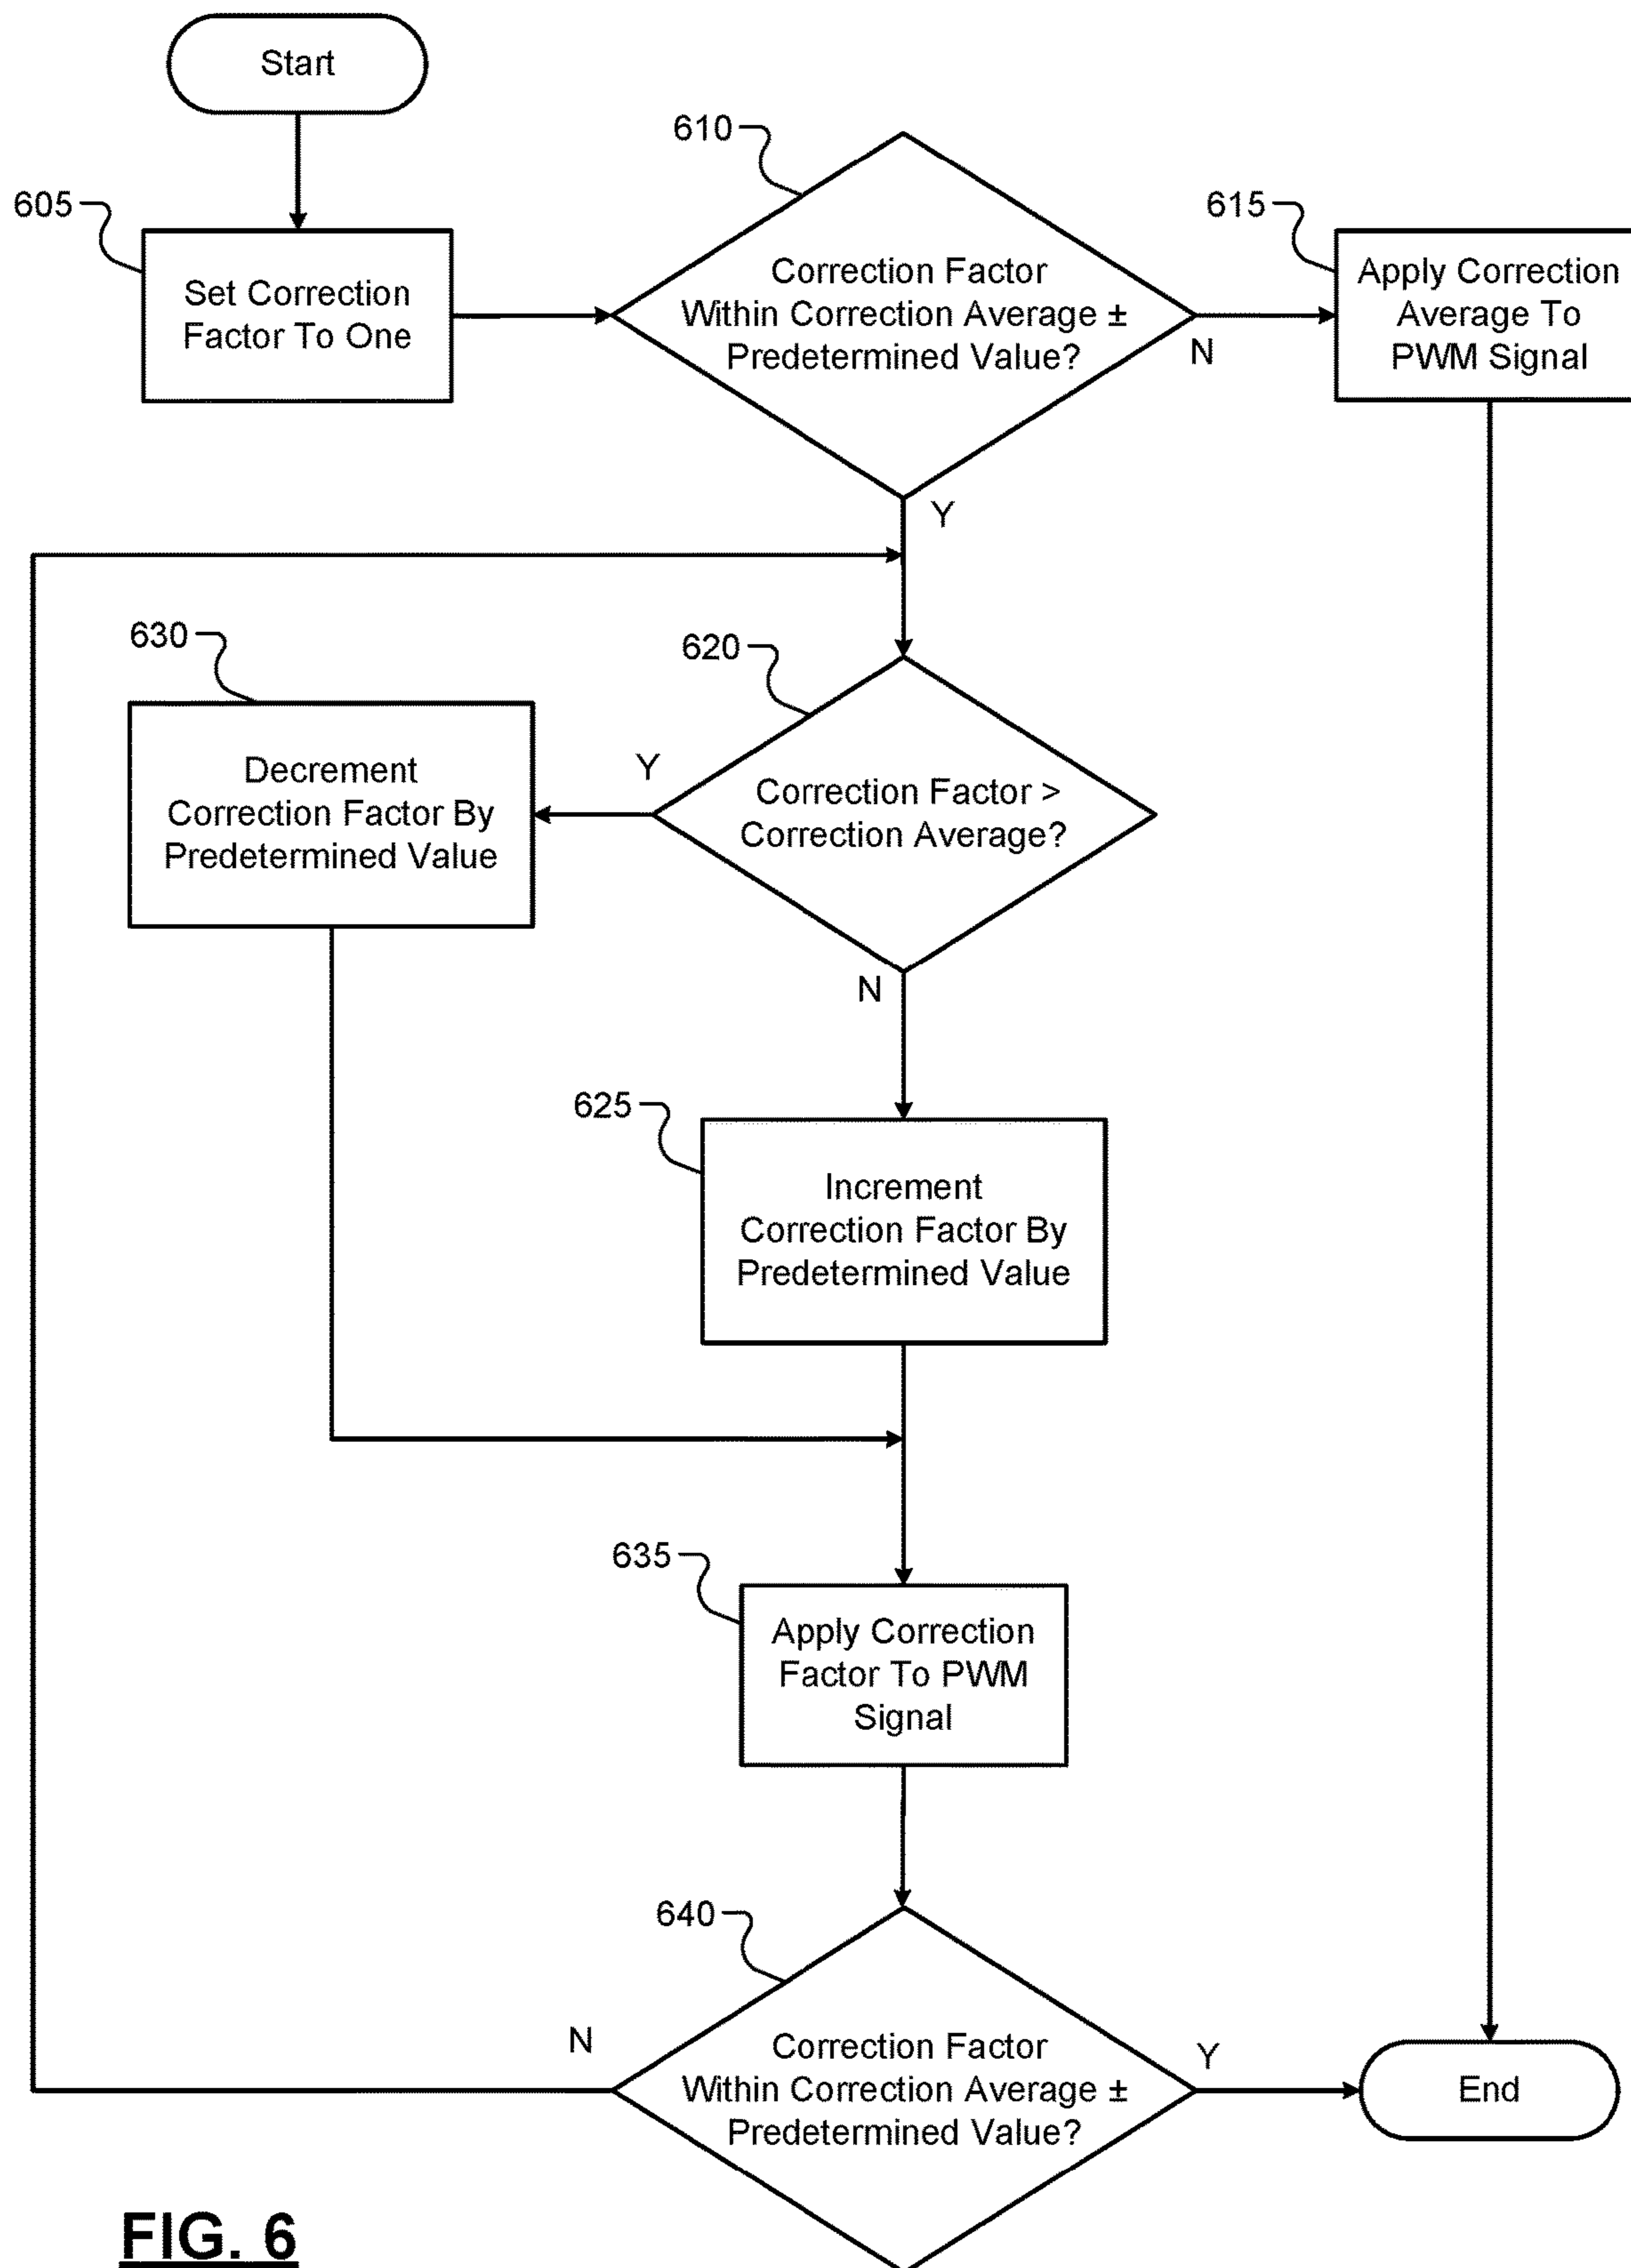 Start
610
605
615
Set Correction
Factor To One
Correction Factor
Within Correction Average ±
Predetermined Value?
N
Apply Correction
Average To
PWM Signal
Y
630
620
Decrement
Correction Factor By
Predetermined Value
Y
Correction Factor >
Correction Average?
N
625
Increment
Correction Factor By
Predetermined Value
635
Apply Correction
Factor To PWM
Signal
640
N
Correction Factor
Within Correction Average ±
Predetermined Value?
Y
End
FIG. 6